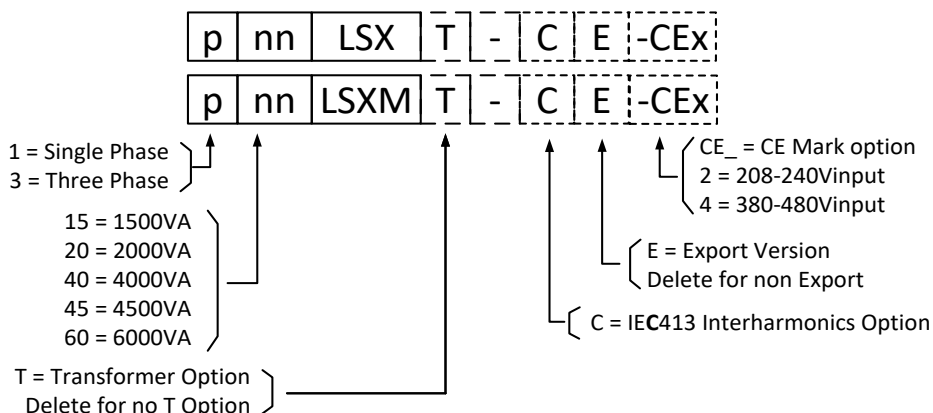 p nn LSX T - C E -CEx
p nn LSXM T - C E -CEx
1 = Single Phase
3 = Three Phase
15 = 1500VA
20 = 2000VA
40 = 4000VA
45 = 4500VA
60 = 6000VA
T = Transformer Option
Delete for no T Option
CE_ = CE Mark option
2 = 208-240Vinput
4 = 380-480Vinput
E = Export Version
Delete for non Export
C = IEC413 Interharmonics Option